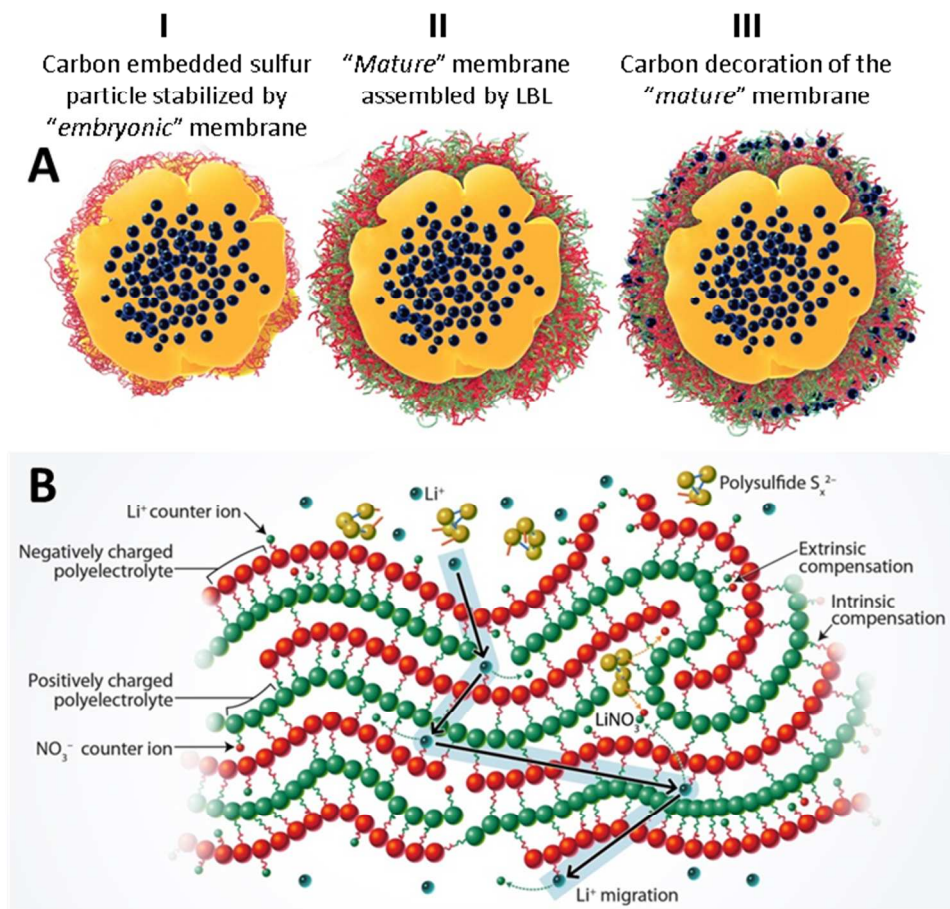 I
Carbon embedded sulfur
particle stabilized by
“embryonic” membrane
II
“Mature” membrane
assembled by LBL
III
Carbon decoration of the
“mature” membrane
A
B
Li⁺ counter ion
Negatively charged
polyelectrolyte
Li⁺
Polysulfide Sₓ²⁻
Extrinsic
compensation
Intrinsic
compensation
Positively charged
polyelectrolyte
LiNO₃
NO₃⁻ counter ion
Li⁺ migration